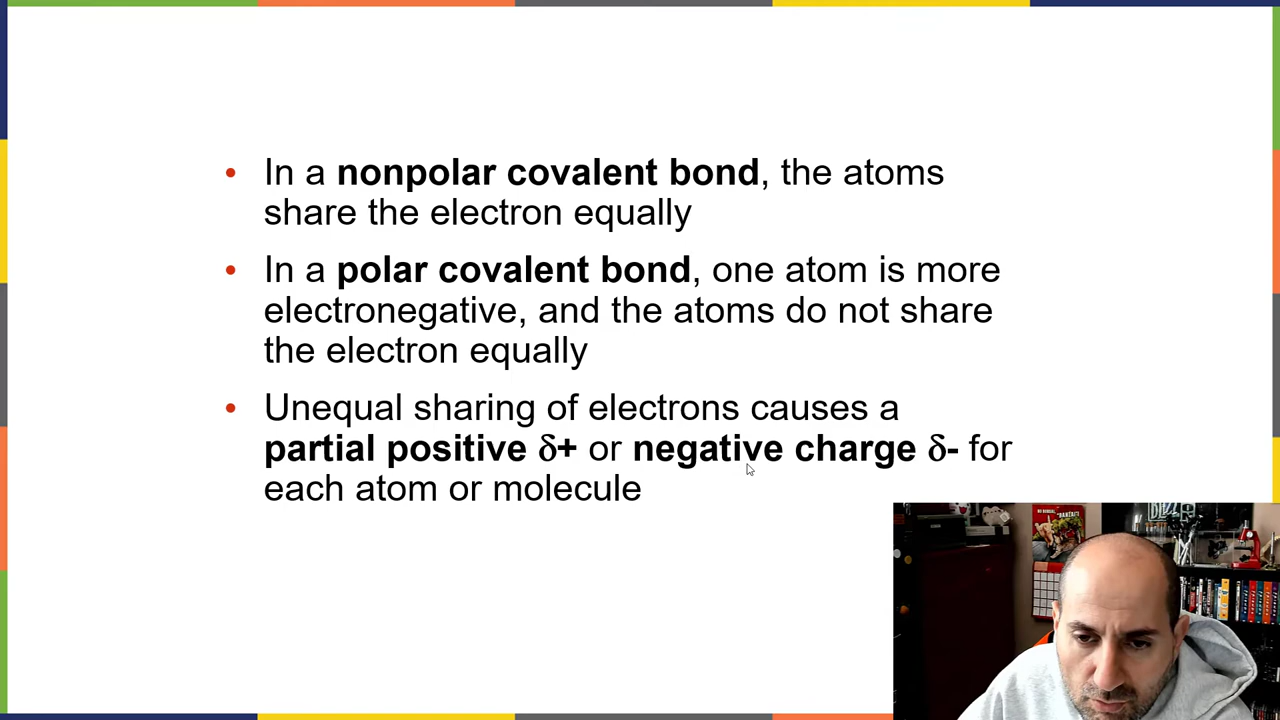 In a nonpolar covalent bond, the atoms
share the electron equally
In a polar covalent bond, one atom is more
electronegative, and the atoms do not share
the electron equally
Unequal sharing of electrons causes a
partial positive δ+ or negative charge δ- for
each atom or molecule